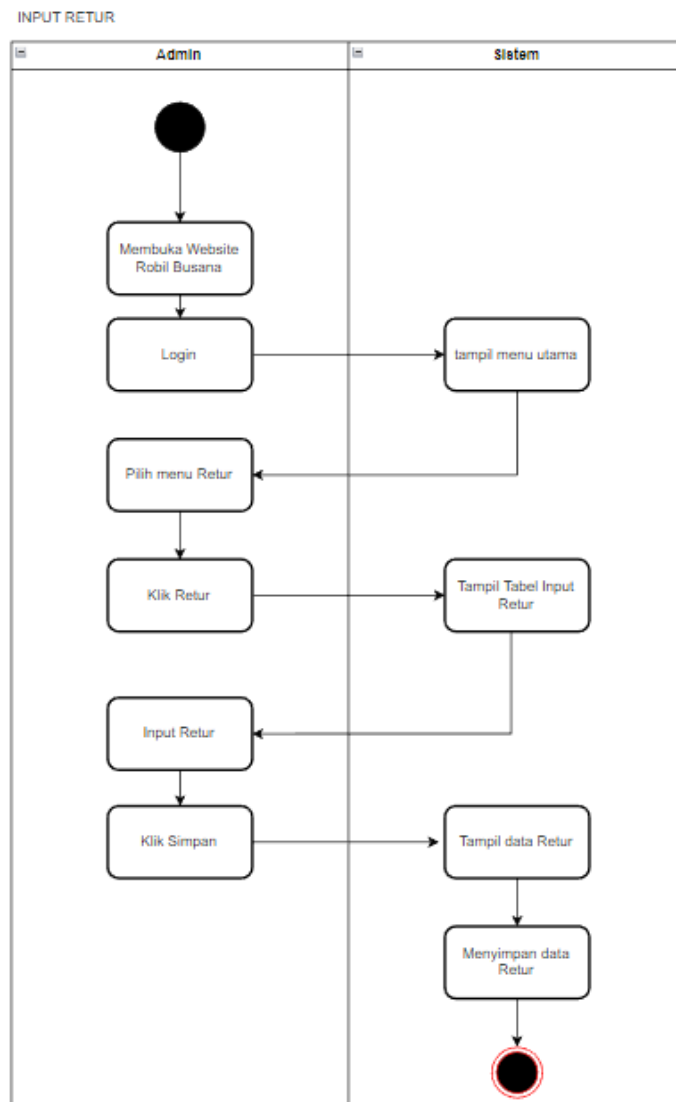 INPUT RETUR
Admin
Sistem
Membuka Website
Robil Busana
Login
tampil menu utama
Pilih menu Retur
Klik Retur
Tampil Tabel Input
Retur
Input Retur
Klik Simpan
Tampil data Retur
Menyimpan data
Retur